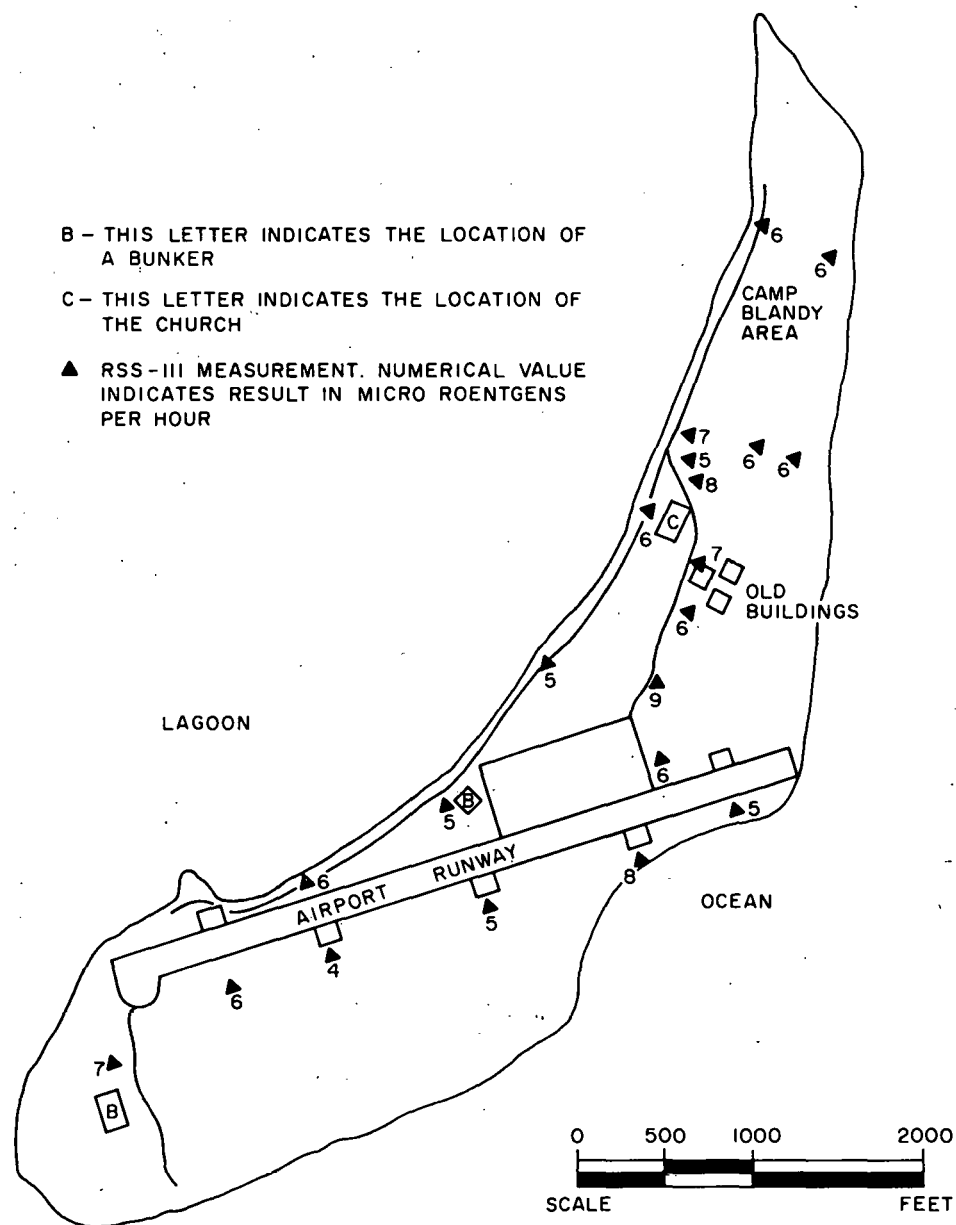 B – THIS LETTER INDICATES THE LOCATION OF
A BUNKER
C – THIS LETTER INDICATES THE LOCATION OF
THE CHURCH
▲ RSS-III MEASUREMENT. NUMERICAL VALUE
INDICATES RESULT IN MICRO ROENTGENS
PER HOUR
6
6
CAMP
BLANDY
AREA
7
5
6
6
8
C
6
7
OLD
BUILDINGS
6
5
9
LAGOON
6
B
5
5
AIRPORT RUNWAY
8
6
OCEAN
5
4
6
7
B
0 500 1000 2000
SCALE FEET